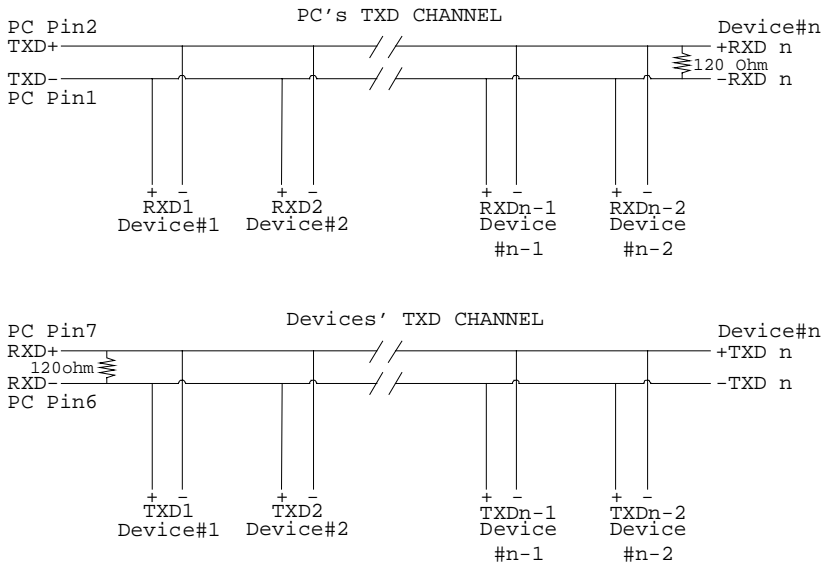 PC's TXD CHANNEL
PC Pin2
Device#n
TXD+
+RXD n
120 Ohm
TXD-
-RXD n
PC Pin1
+ - + - + - + -
RXD1 RXD2 RXDn-1 RXDn-2
Device#1 Device#2 Device Device
#n-1 #n-2
Devices' TXD CHANNEL
PC Pin7
Device#n
RXD+
+TXD n
120ohm
RXD-
-TXD n
PC Pin6
+ - + - + - + -
TXD1 TXD2 TXDn-1 TXDn-2
Device#1 Device#2 Device Device
#n-1 #n-2